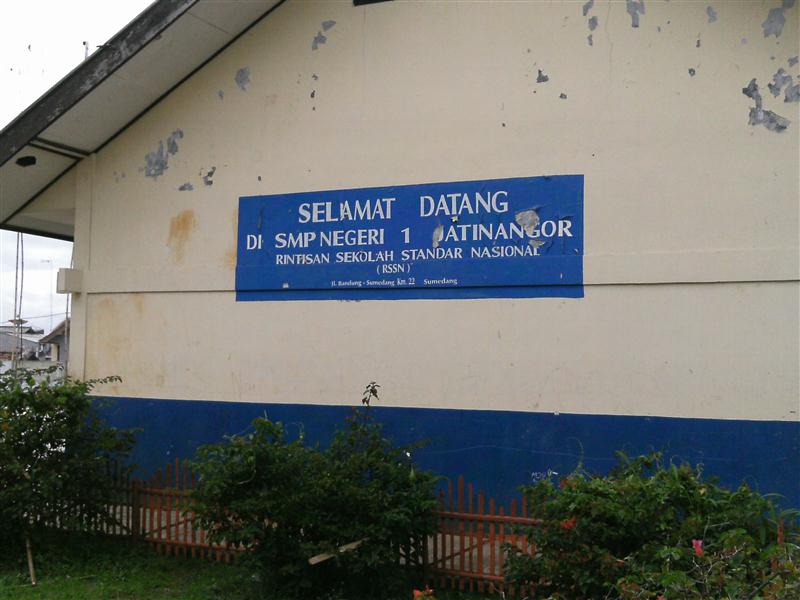 SELAMAT DATANG
DI SMP NEGERI 1 JATINANGOR
RINTISAN SEKOLAH STANDAR NASIONAL
( RSSN )
Jl. Bandung - Sumedang Km. 22 Sumedang